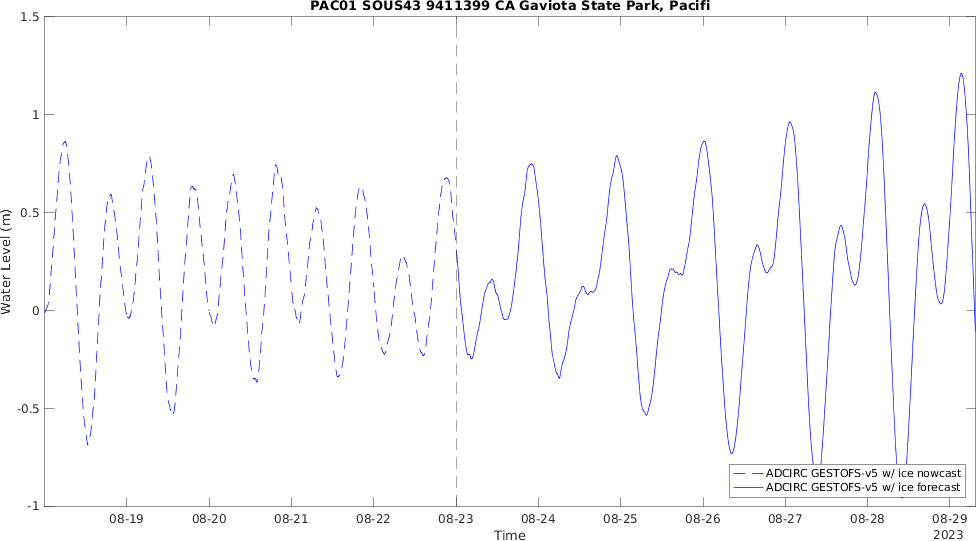 PAC01 SOUS43 9411399 CA Gaviota State Park, Pacifi
1.5
1
0.5
0
-0.5
-1
Water Level (m)
ADCIRC GESTOFS-v5 w/ ice nowcast
ADCIRC GESTOFS-v5 w/ ice forecast
08-19 08-20 08-21 08-22 08-23 08-24 08-25 08-26 08-27 08-28 08-29
2023
Time